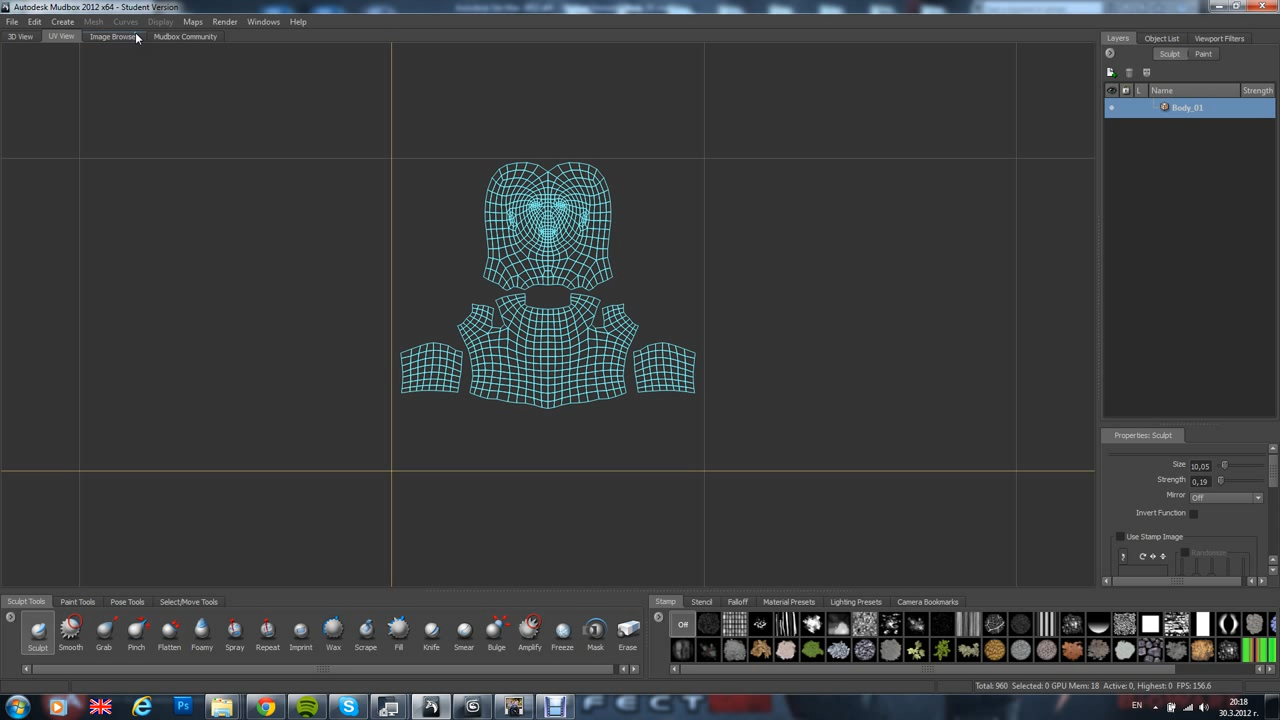 Autodesk Mudbox 2012 x64 - Student Version
File Edit Create Mesh Curves Display Maps Render Windows Help
3D View UV View Image Brows Mudbox Community
Layers Object List Viewport Filters
Sculpt Paint
L Name Strength
Body_01
Properties: Sculpt
Size 10,05
Strength 0,19
Mirror Off
Invert Function
Use Stamp Image
Randomize
Sculpt Tools Paint Tools Pose Tools Select/Move Tools
Stamp Stencil Falloff Material Presets Lighting Presets Camera Bookmarks
Off
Sculpt Smooth Grab Pinch Flatten Foamy Spray Repeat Imprint Wax Scrape Fill Knife Smear Bulge Amplify Freeze Mask Erase
Total: 960 Selected: 0 GPU Mem: 18 Active: 0, Highest: 0 FPS: 156.6
FECT
EN
20:18
30.3.2012 г.